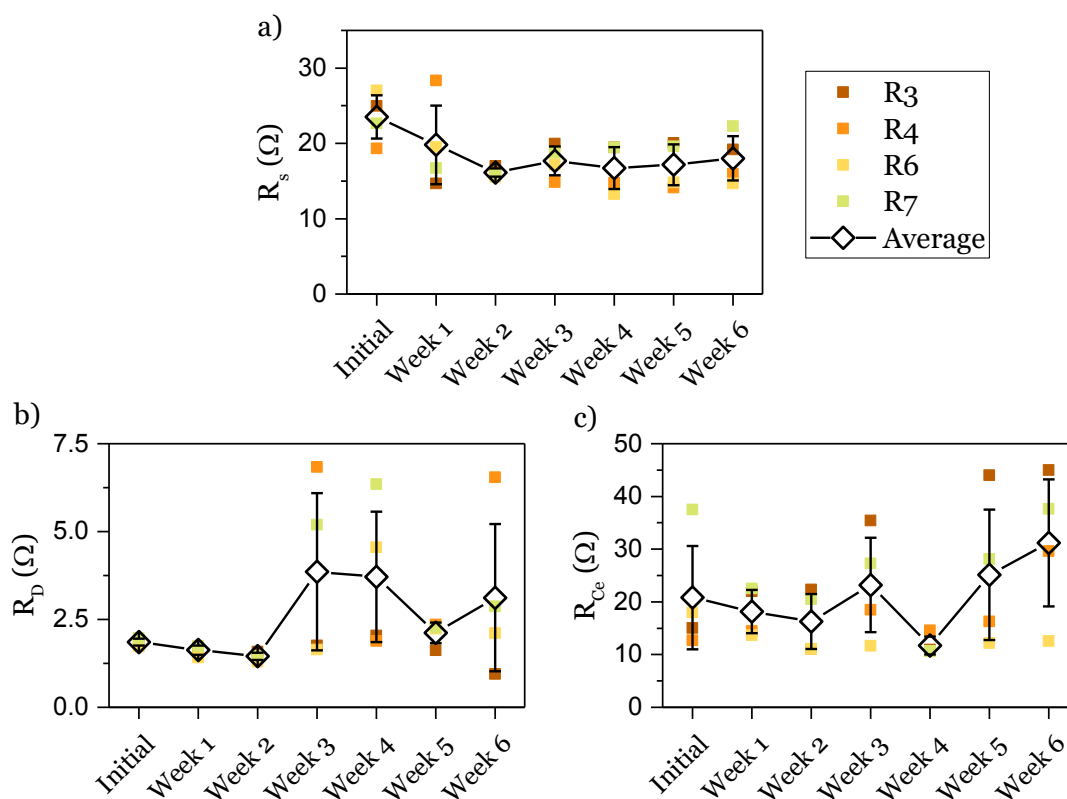 a)
R_s (Ω)
30
20
10
0
Initial
Week 1
Week 2
Week 3
Week 4
Week 5
Week 6
R3
R4
R6
R7
Average
b)
R_D (Ω)
7.5
5.0
2.5
0.0
Initial
Week 1
Week 2
Week 3
Week 4
Week 5
Week 6
c)
R_Ce (Ω)
50
40
30
20
10
0
Initial
Week 1
Week 2
Week 3
Week 4
Week 5
Week 6